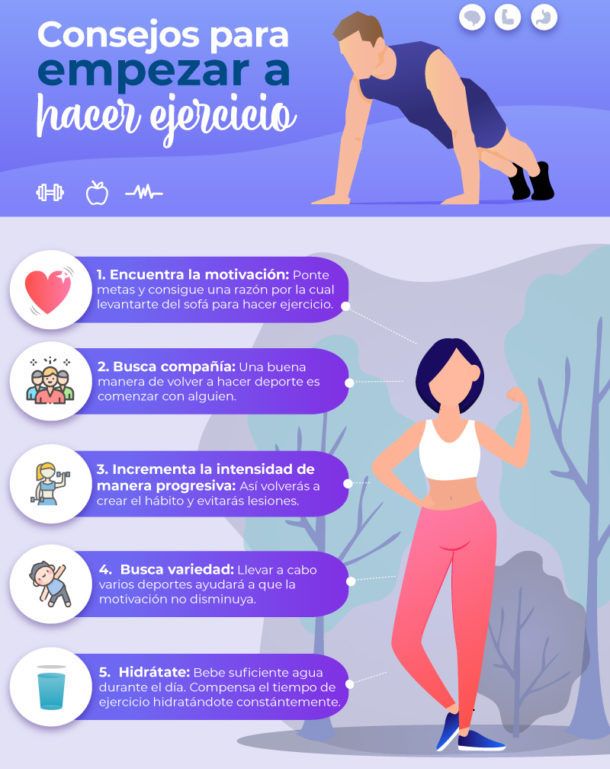 Consejos para
empezar a
hacer ejercicio
1. Encuentra la motivación: Ponte
metas y consigue una razón por la cual
levantarte del sofá para hacer ejercicio.
2. Busca compañía: Una buena
manera de volver a hacer deporte es
comenzar con alguien.
3. Incrementa la intensidad de
manera progresiva: Así volverás a
crear el hábito y evitarás lesiones.
4. Busca variedad: Llevar a cabo
varios deportes ayudará a que la
motivación no disminuya.
5. Hidrátate: Bebe suficiente agua
durante el día. Compensa el tiempo de
ejercicio hidratándote constántemente.